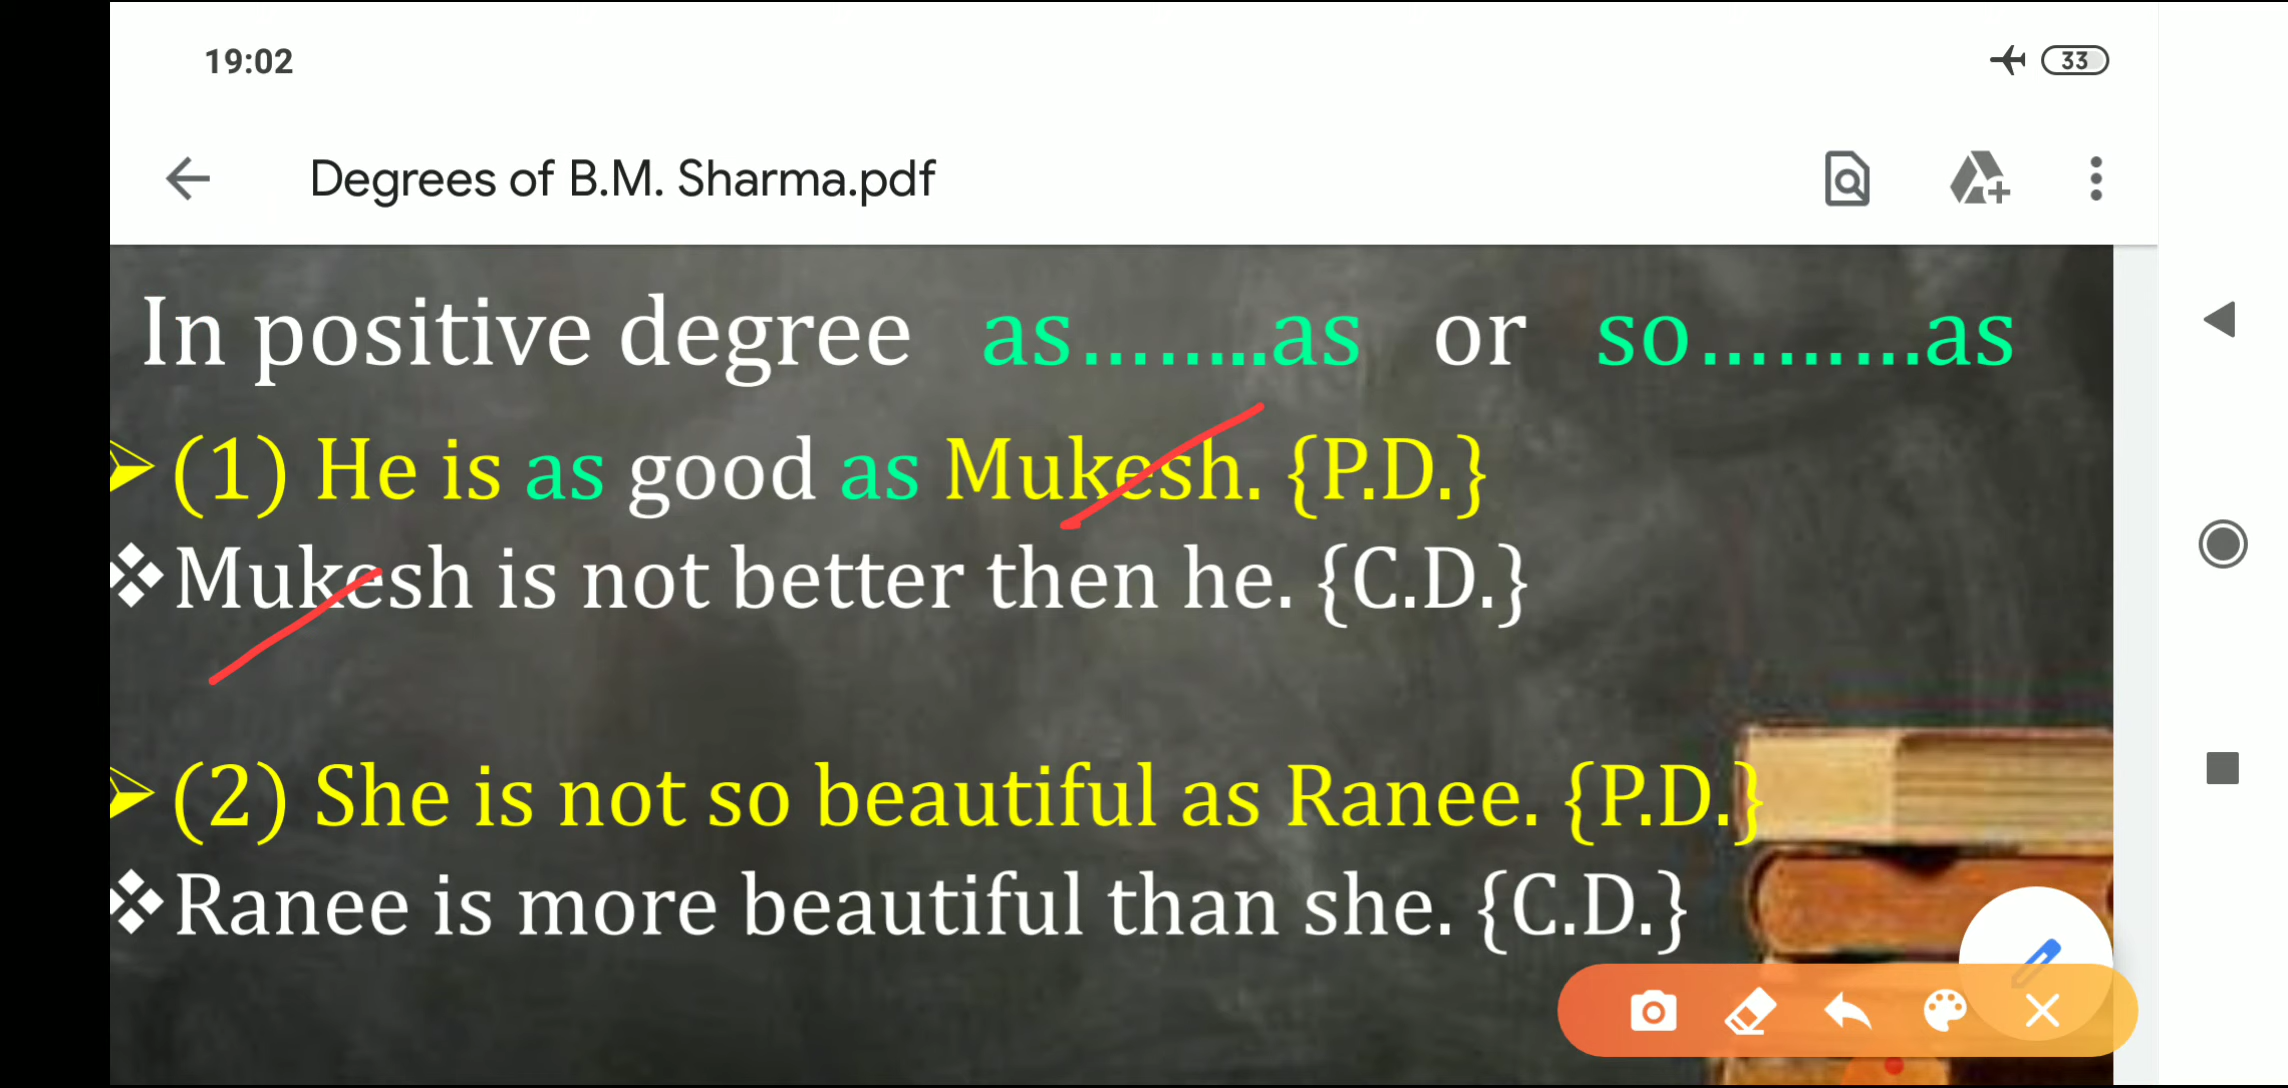 19:02
33
Degrees of B.M. Sharma.pdf
In positive degree as........as or so.........as
(1) He is as good as Mukesh. {P.D.}
Mukesh is not better then he. {C.D.}
(2) She is not so beautiful as Ranee. {P.D.}
Ranee is more beautiful than she. {C.D.}